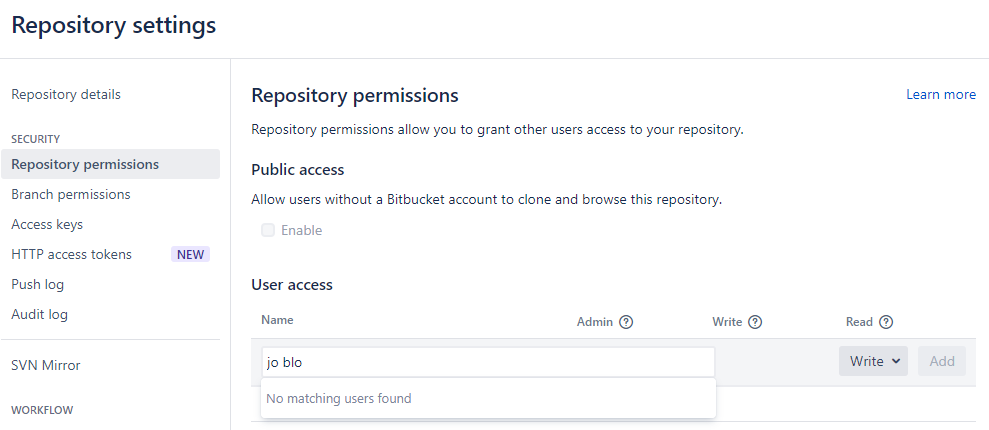 Repository settings
Repository details
SECURITY
Repository permissions
Branch permissions
Access keys
HTTP access tokens NEW
Push log
Audit log
SVN Mirror
WORKFLOW
Repository permissions
Learn more
Repository permissions allow you to grant other users access to your repository.
Public access
Allow users without a Bitbucket account to clone and browse this repository.
Enable
User access
Name Admin Write Read
jo blo Write Add
No matching users found